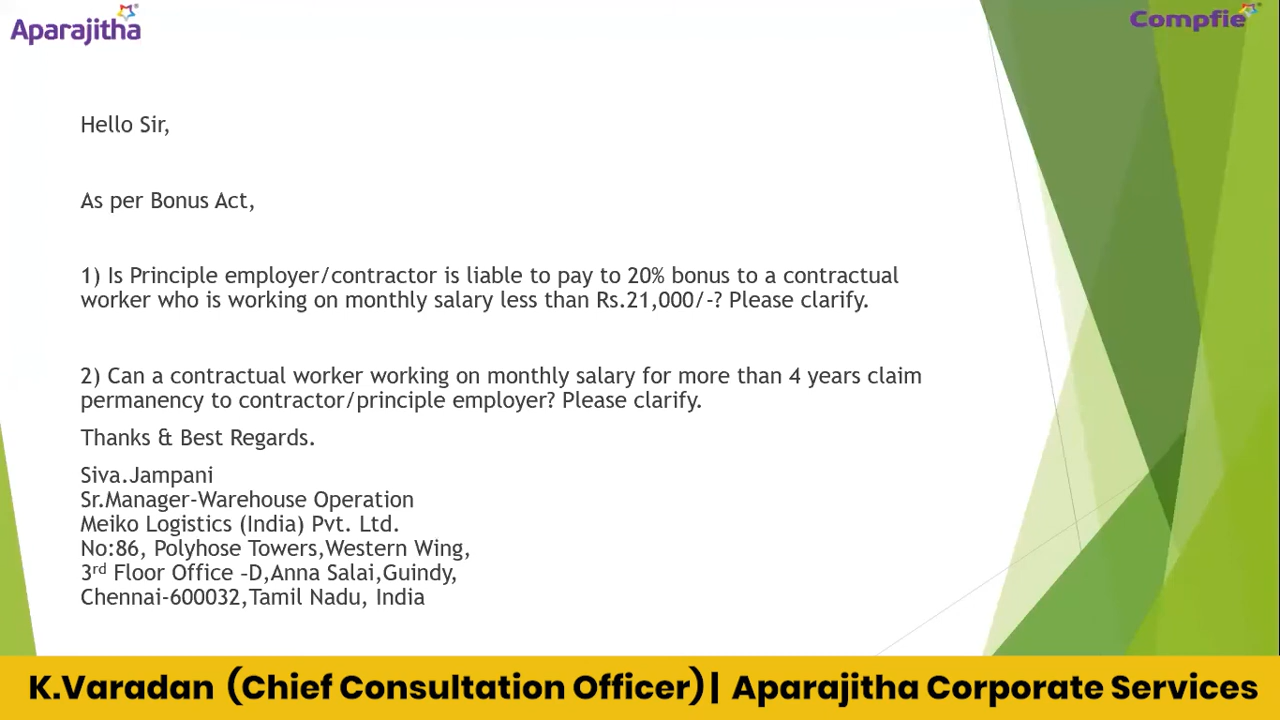 Aparajitha
Compfie
Hello Sir,
As per Bonus Act,
1) Is Principle employer/contractor is liable to pay to 20% bonus to a contractual
worker who is working on monthly salary less than Rs.21,000/-? Please clarify.
2) Can a contractual worker working on monthly salary for more than 4 years claim
permanency to contractor/principle employer? Please clarify.
Thanks & Best Regards.
Siva.Jampani
Sr.Manager-Warehouse Operation
Meiko Logistics (India) Pvt. Ltd.
No:86, Polyhose Towers,Western Wing,
3rd Floor Office –D,Anna Salai,Guindy,
Chennai-600032,Tamil Nadu, India
K.Varadan (Chief Consultation Officer)| Aparajitha Corporate Services